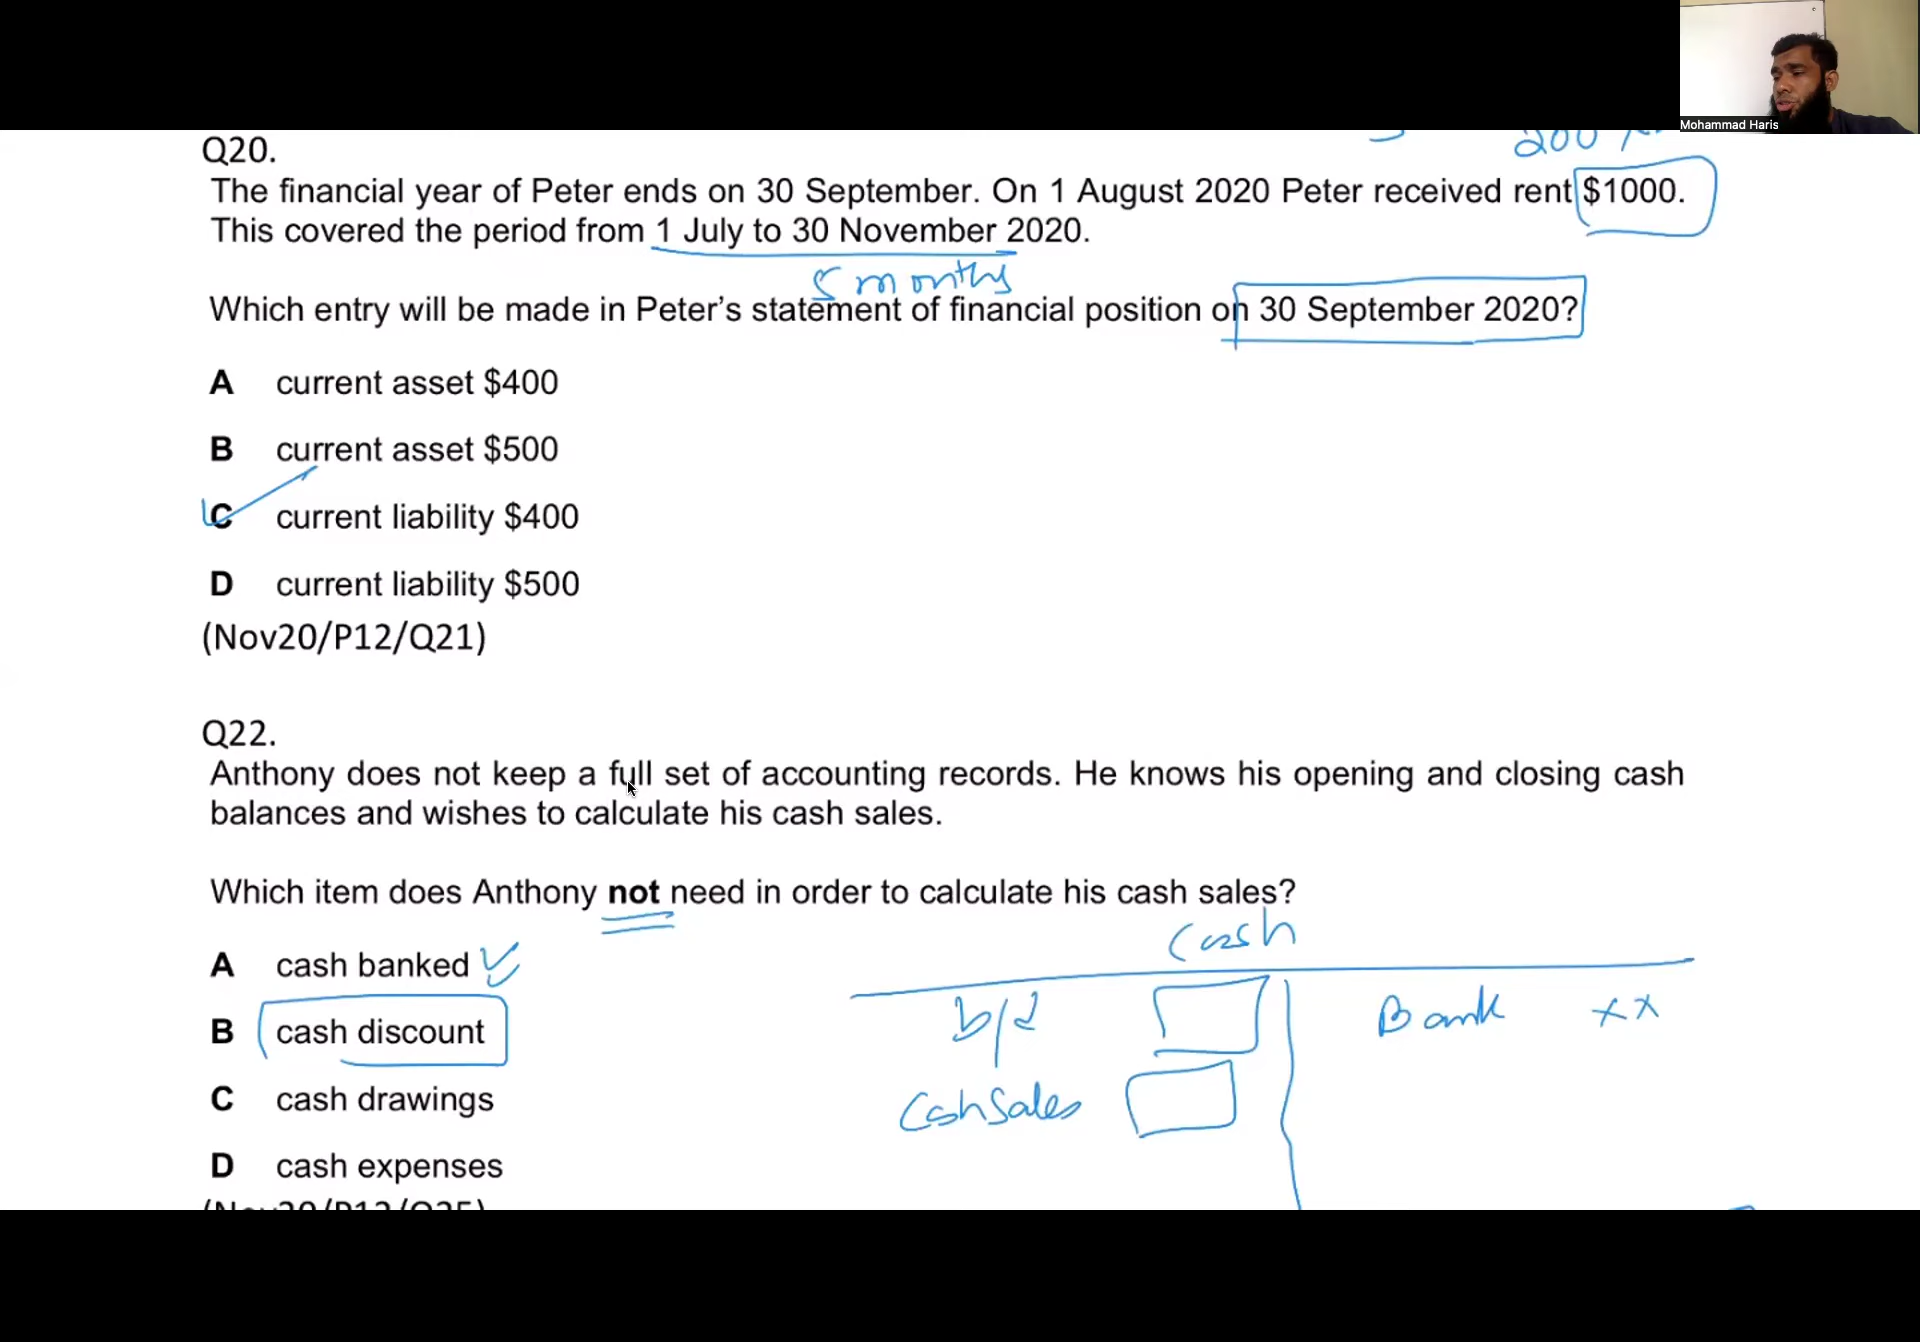 Mohammad Haris
200
Q20.
The financial year of Peter ends on 30 September. On 1 August 2020 Peter received rent $1000.
This covered the period from 1 July to 30 November 2020.
5 months
Which entry will be made in Peter’s statement of financial position on 30 September 2020?
A current asset $400
B current asset $500
C current liability $400
D current liability $500
(Nov20/P12/Q21)
Q22.
Anthony does not keep a full set of accounting records. He knows his opening and closing cash
balances and wishes to calculate his cash sales.
Which item does Anthony not need in order to calculate his cash sales?
Cash
A cash banked
b/d Bank xx
B cash discount
C cash drawings
Cash Sales
D cash expenses